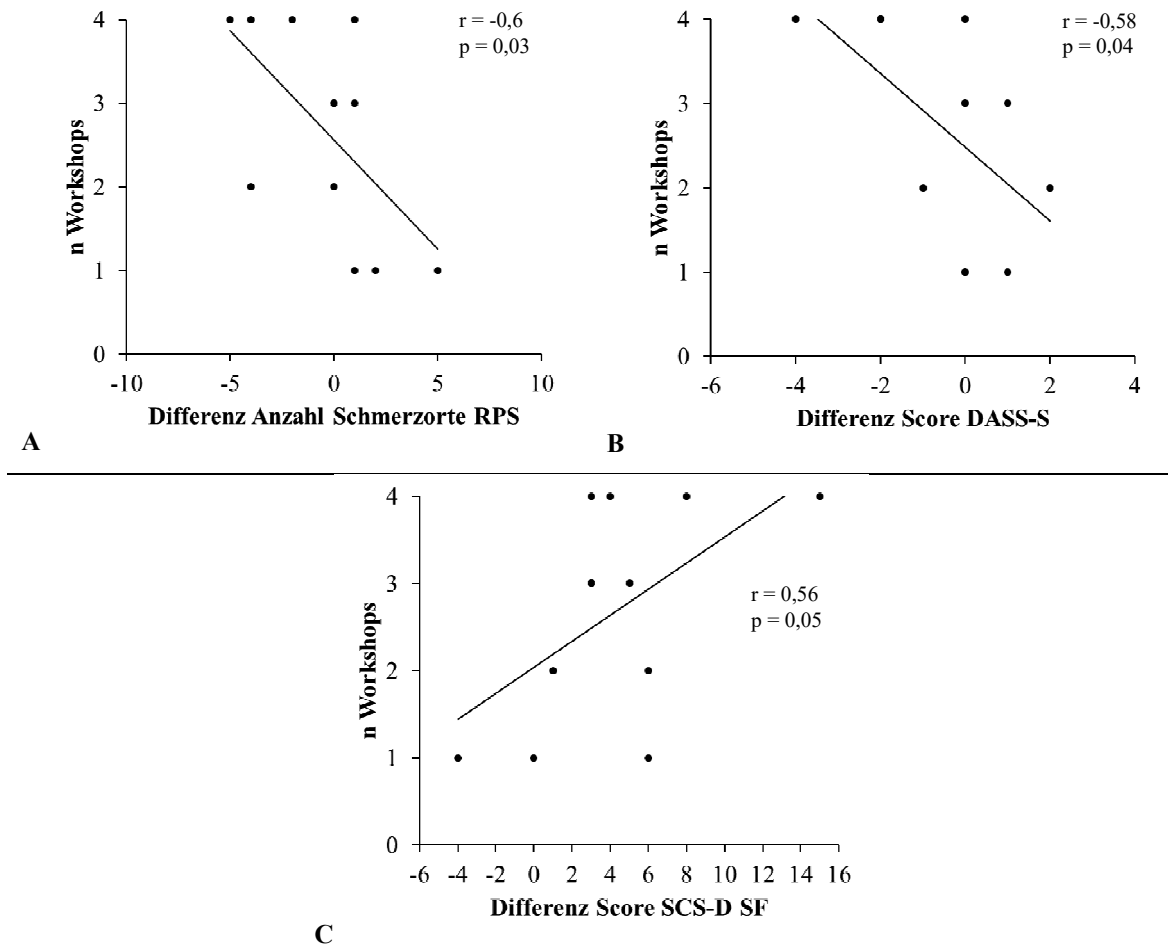 4
3
2
1
0
n Workshops
r = -0,6
p = 0,03
-10 -5 0 5 10
Differenz Anzahl Schmerzorte RPS
A
4
3
2
1
0
n Workshops
r = -0,58
p = 0,04
-6 -4 -2 0 2 4
Differenz Score DASS-S
B
4
3
2
1
0
n Workshops
r = 0,56
p = 0,05
-6 -4 -2 0 2 4 6 8 10 12 14 16
Differenz Score SCS-D SF
C